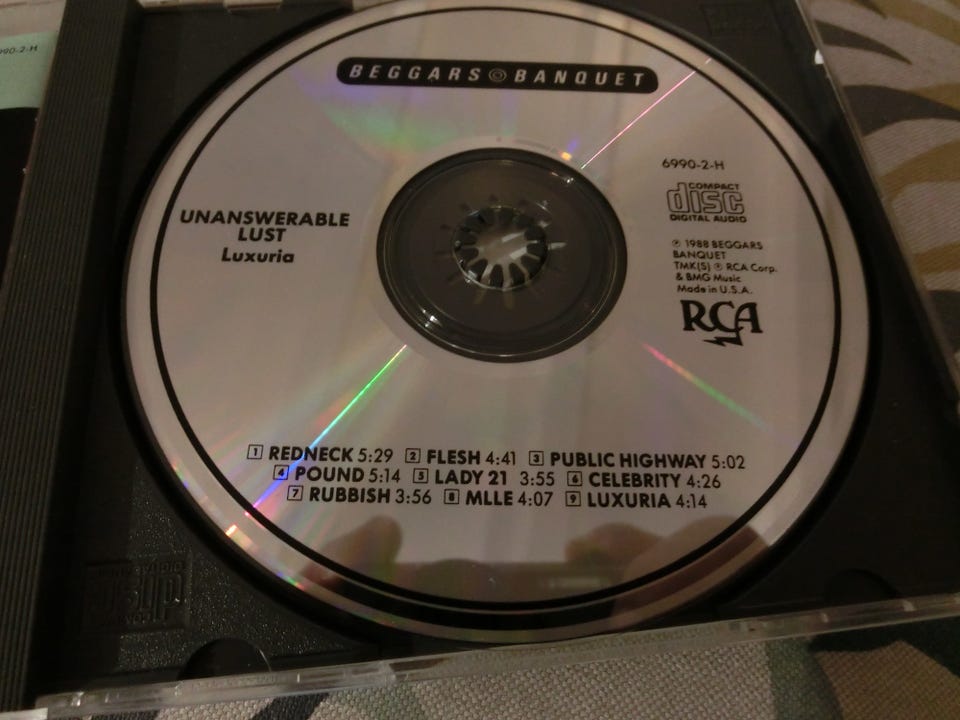 990-2-H
BEGGARS BANQUET
6990-2-H
COMPACT
disc
DIGITAL AUDIO
UNANSWERABLE
LUST
Luxuria
℗ 1988 BEGGARS
BANQUET
TMK(S) ® RCA Corp.
& BMG Music
Made in U.S.A.
RCA
1 REDNECK 5:29 2 FLESH 4:41 3 PUBLIC HIGHWAY 5:02
4 POUND 5:14 5 LADY 21 3:55 6 CELEBRITY 4:26
7 RUBBISH 3:56 8 MLLE 4:07 9 LUXURIA 4:14